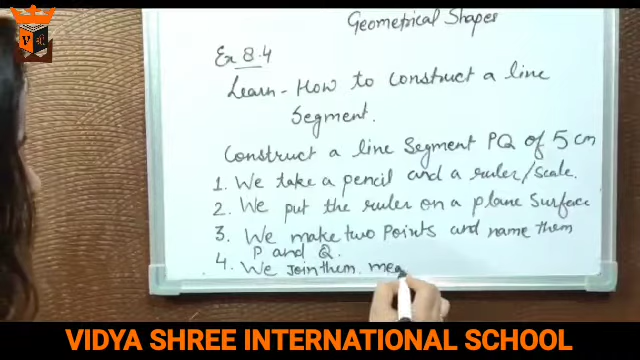 Geometrical Shapes
Ex 8.4
Learn - How to construct a line
Segment.
Construct a line Segment PQ of 5 cm
1. We take a pencil and a ruler/scale.
2. We put the ruler on a plane surface
3. We make two Points and name them
P and Q.
4. We join them. mea
VIDYA SHREE INTERNATIONAL SCHOOL